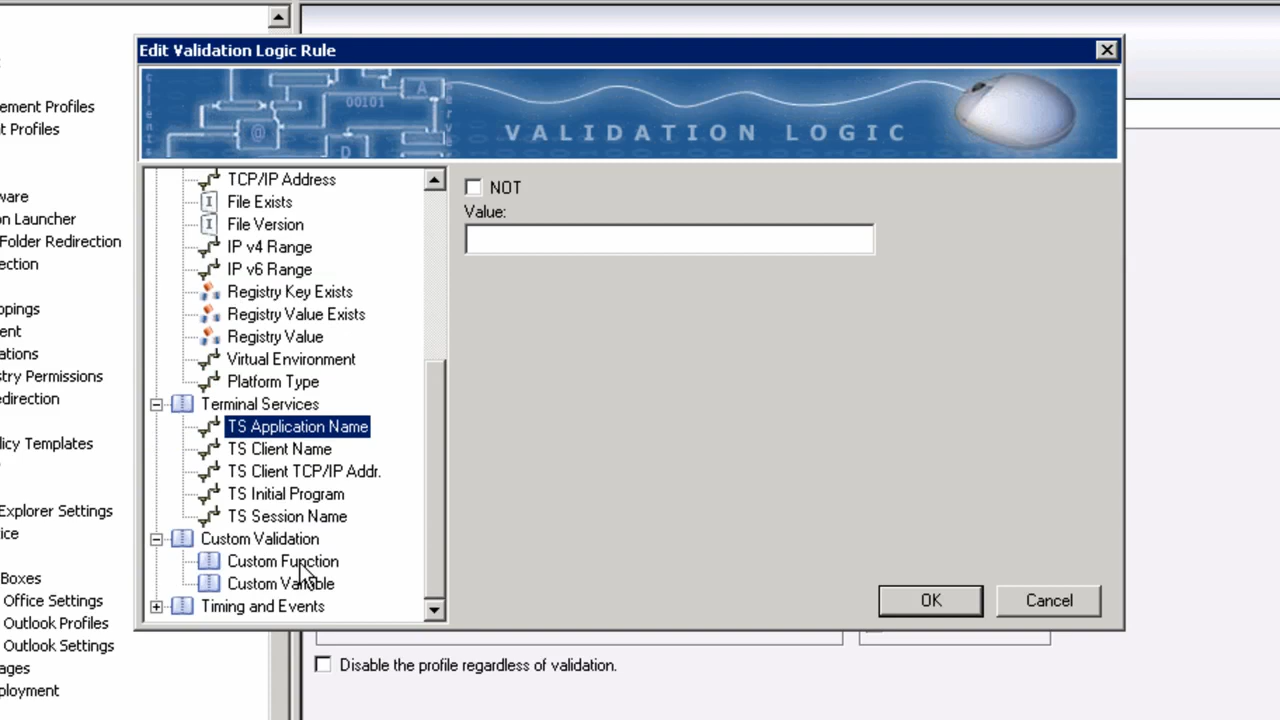 Edit Validation Logic Rule
client
00101
A
@
D
VALIDATION LOGIC
ement Profiles
t Profiles
ware
on Launcher
Folder Redirection
ection
ppings
ent
ations
stry Permissions
edirection
licy Templates
Explorer Settings
ice
Boxes
Office Settings
Outlook Profiles
Outlook Settings
ages
ployment
TCP/IP Address
File Exists
File Version
IP v4 Range
IP v6 Range
Registry Key Exists
Registry Value Exists
Registry Value
Virtual Environment
Platform Type
Terminal Services
TS Application Name
TS Client Name
TS Client TCP/IP Addr.
TS Initial Program
TS Session Name
Custom Validation
Custom Function
Custom Variable
Timing and Events
NOT
Value:
OK
Cancel
Disable the profile regardless of validation.